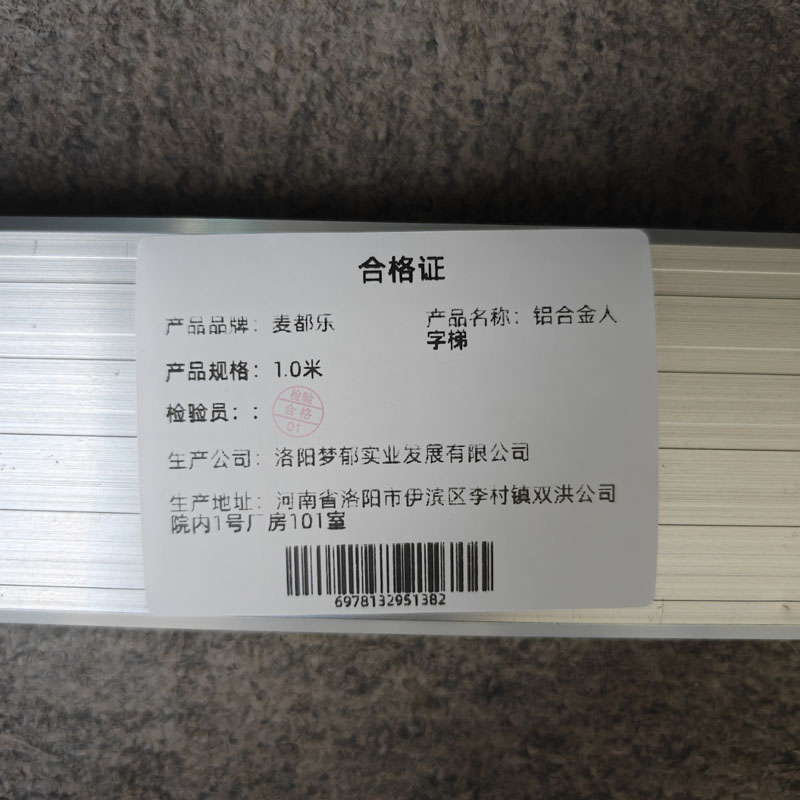 合格证
产品品牌：麦都乐
产品名称：铝合金人
字梯
产品规格：1.0米
检验员：：
检验
合格
01
生产公司：洛阳梦郁实业发展有限公司
生产地址：河南省洛阳市伊滨区李村镇双洪公司
院内1号厂房101室
6978132951382